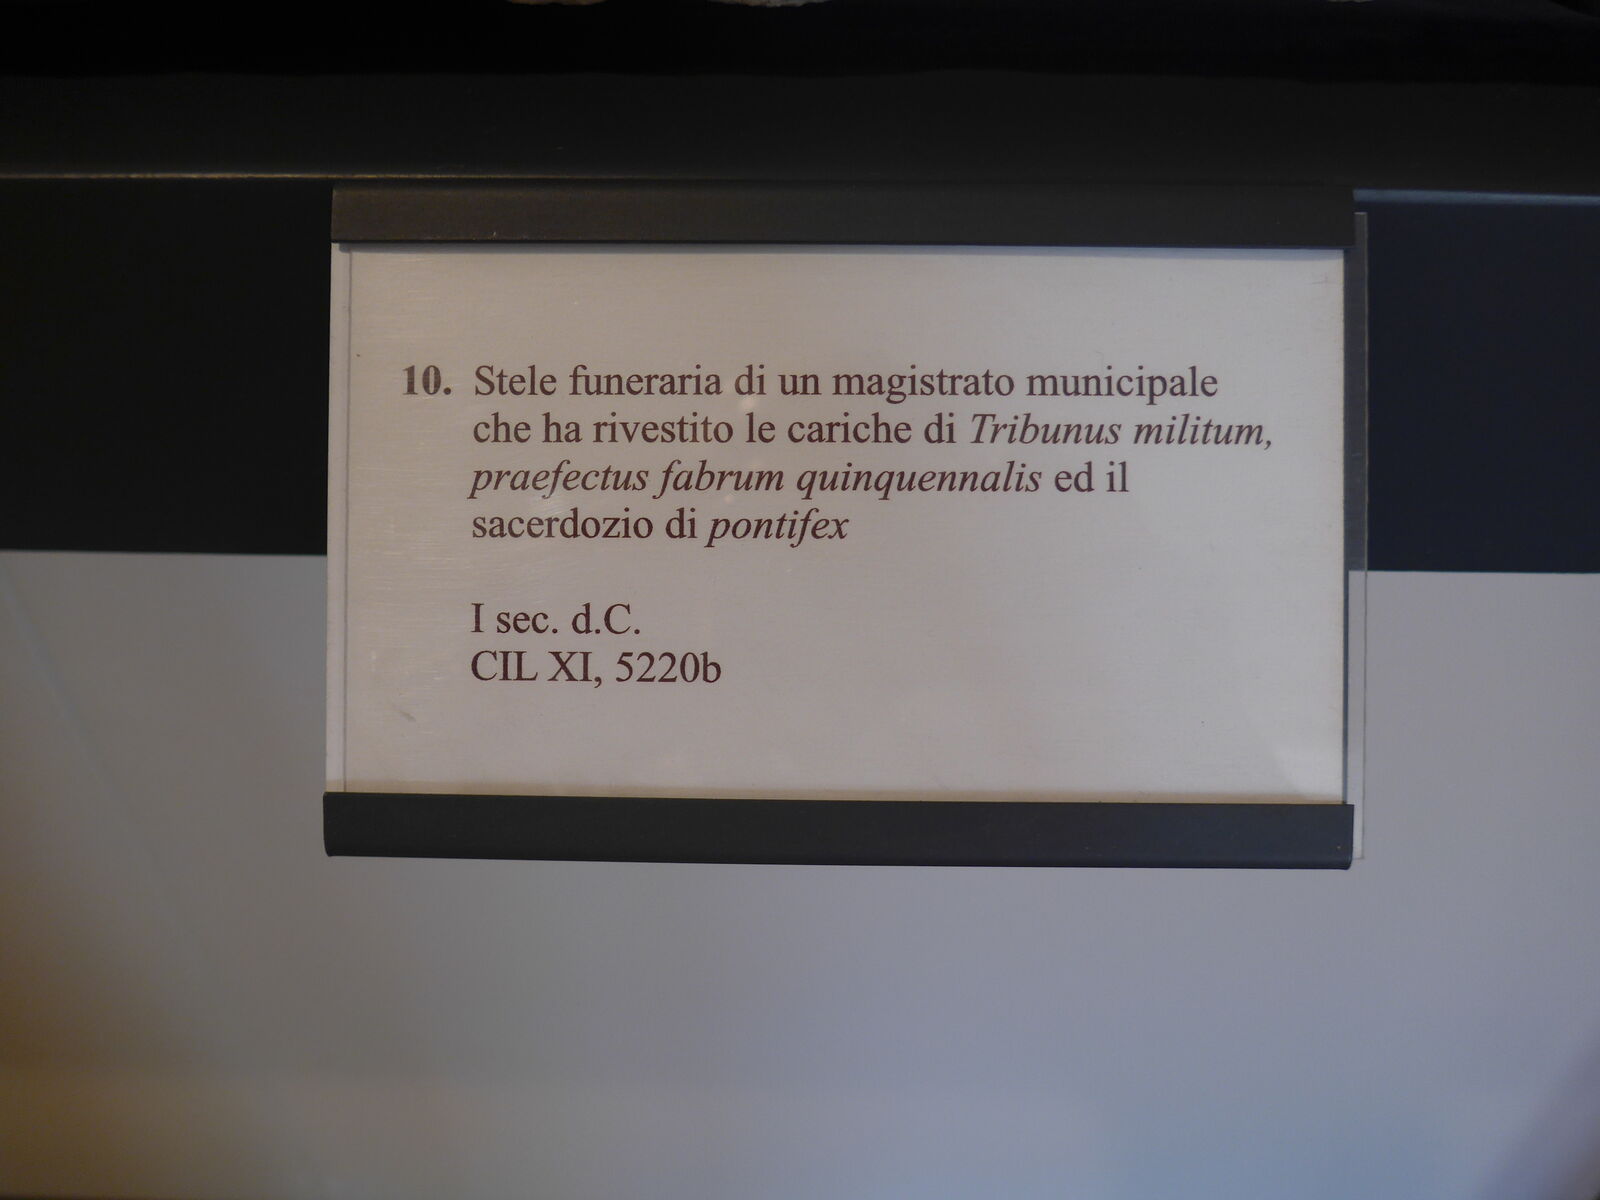 10. Stele funeraria di un magistrato municipale
che ha rivestito le cariche di Tribunus militum,
praefectus fabrum quinquennalis ed il
sacerdozio di pontifex
I sec. d.C.
CIL XI, 5220b